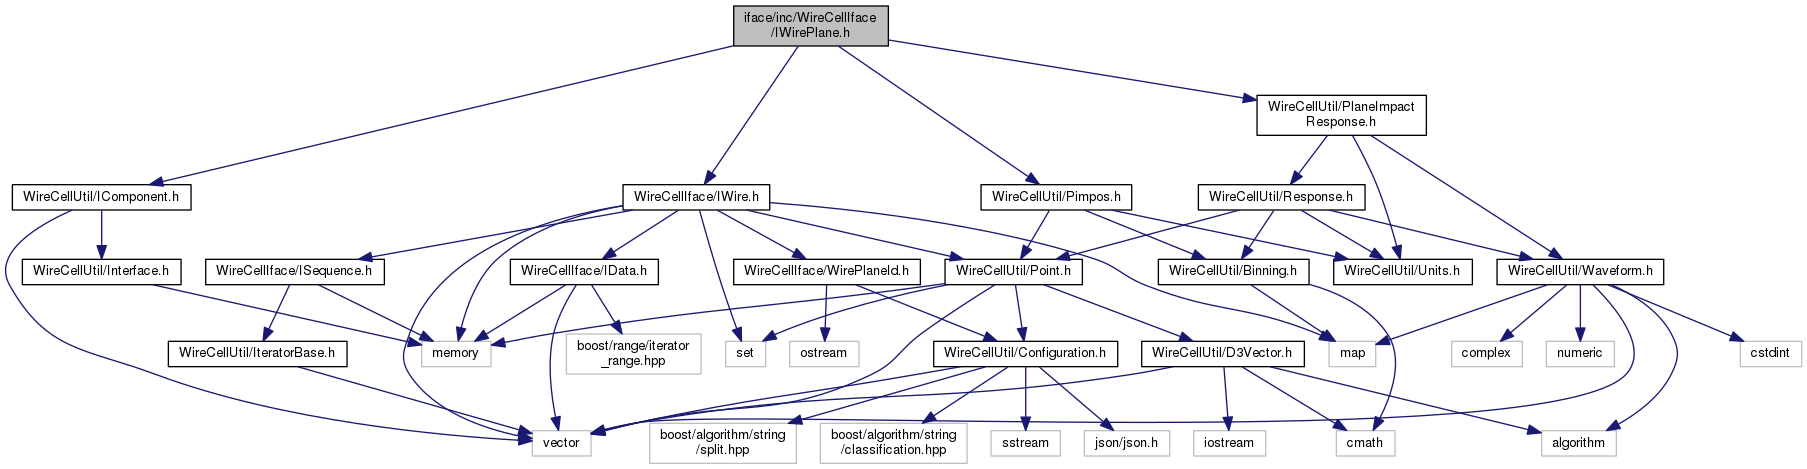 iface/inc/WireCellIface
/IWirePlane.h
WireCellUtil/PlaneImpact
Response.h
WireCellUtil/IComponent.h
WireCellIface/IWire.h
WireCellUtil/Pimpos.h
WireCellUtil/Response.h
WireCellUtil/Interface.h
WireCellIface/ISequence.h
WireCellIface/IData.h
WireCellIface/WirePlaneId.h
WireCellUtil/Point.h
WireCellUtil/Binning.h
WireCellUtil/Units.h
WireCellUtil/Waveform.h
WireCellUtil/IteratorBase.h
memory
boost/range/iterator
_range.hpp
set
ostream
WireCellUtil/Configuration.h
WireCellUtil/D3Vector.h
map
complex
numeric
cstdint
vector
boost/algorithm/string
/split.hpp
boost/algorithm/string
/classification.hpp
sstream
json/json.h
iostream
cmath
algorithm